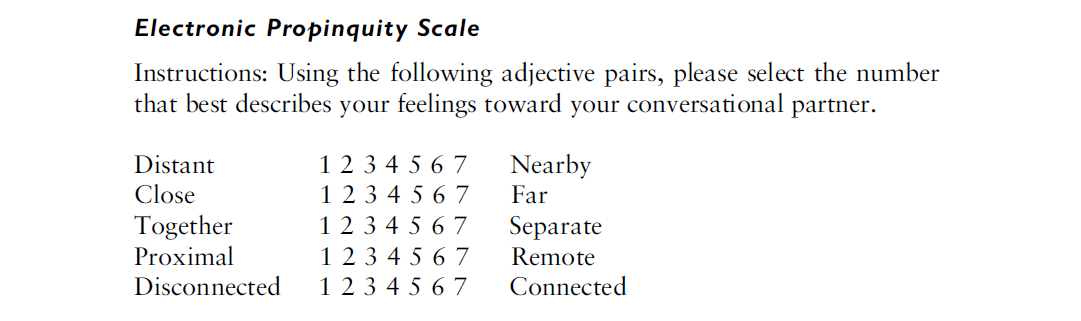 Electronic Propinquity Scale
Instructions: Using the following adjective pairs, please select the number
that best describes your feelings toward your conversational partner.
Distant 1 2 3 4 5 6 7 Nearby
Close 1 2 3 4 5 6 7 Far
Together 1 2 3 4 5 6 7 Separate
Proximal 1 2 3 4 5 6 7 Remote
Disconnected 1 2 3 4 5 6 7 Connected